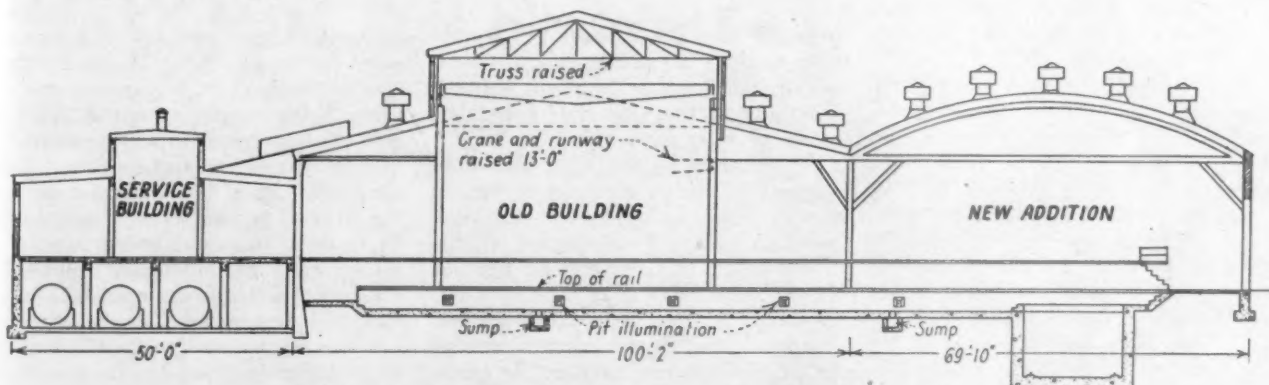 Truss raised
Crane and runway
raised 13'-0"
SERVICE
BUILDING
OLD BUILDING
NEW ADDITION
Top of rail
Sump
Pit illumination
Sump
50'-0"
100'-2"
69'-10"